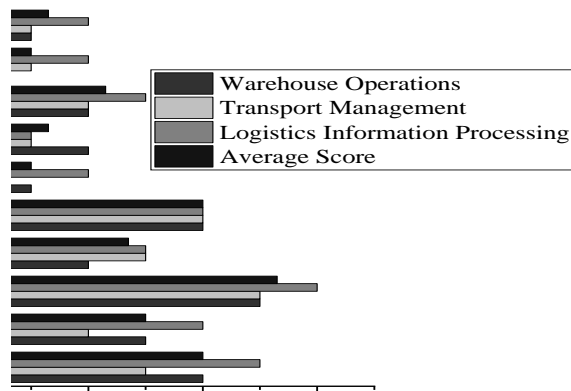 Warehouse Operations
Transport Management
Logistics Information Processing
Average Score